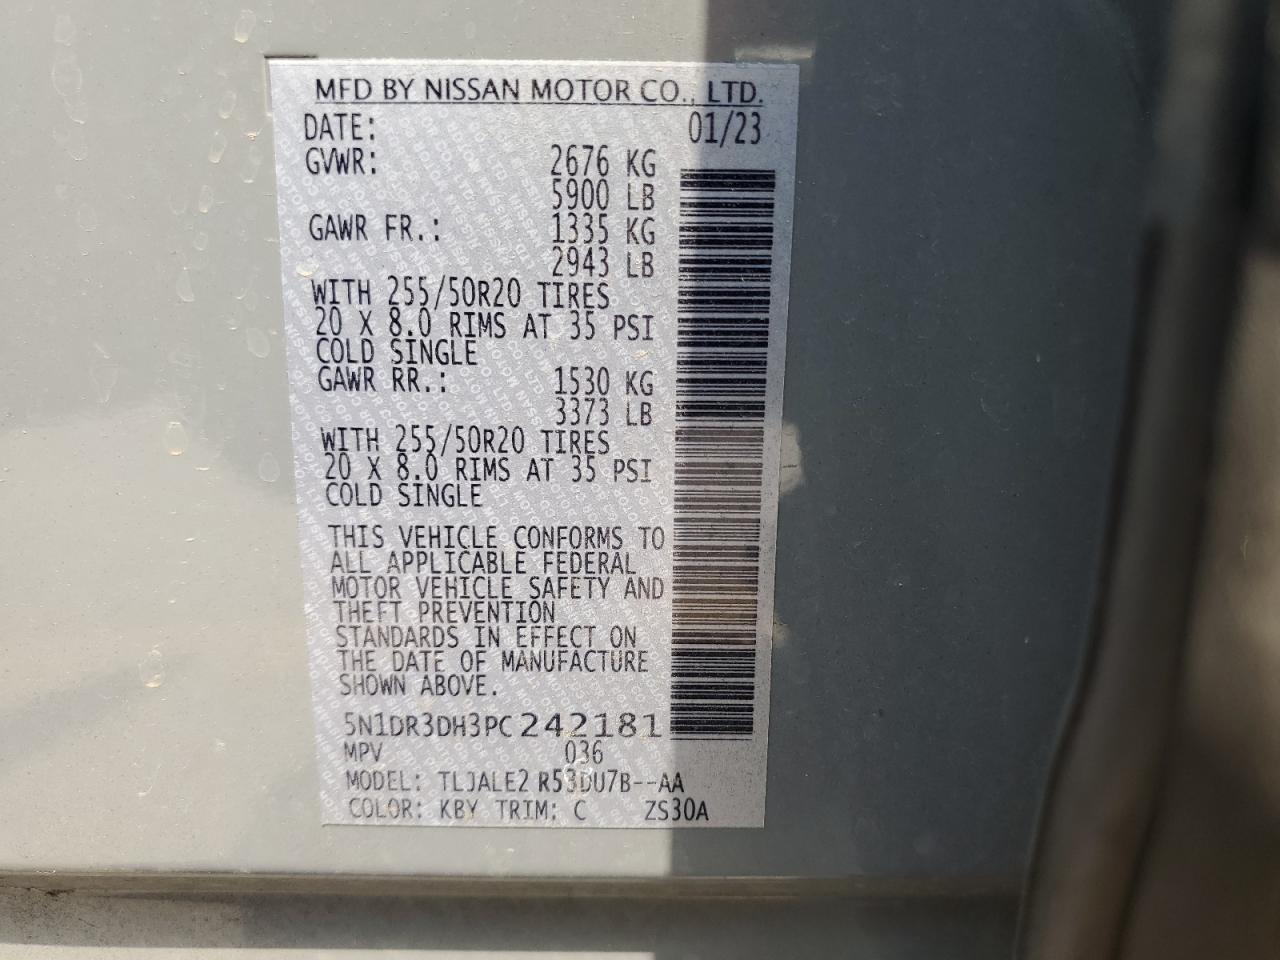 MFD BY NISSAN MOTOR CO., LTD.
DATE: 01/23
GVWR: 2676 KG
5900 LB
GAWR FR.: 1335 KG
2943 LB
WITH 255/50R20 TIRES
20 X 8.0 RIMS AT 35 PSI
COLD SINGLE
GAWR RR.: 1530 KG
3373 LB
WITH 255/50R20 TIRES
20 X 8.0 RIMS AT 35 PSI
COLD SINGLE
THIS VEHICLE CONFORMS TO
ALL APPLICABLE FEDERAL
MOTOR VEHICLE SAFETY AND
THEFT PREVENTION
STANDARDS IN EFFECT ON
THE DATE OF MANUFACTURE
SHOWN ABOVE.
5N1DR3DH3PC242181
MPV 036
MODEL: TLJALE2 R53DU7B--AA
COLOR: KBY TRIM: C ZS30A